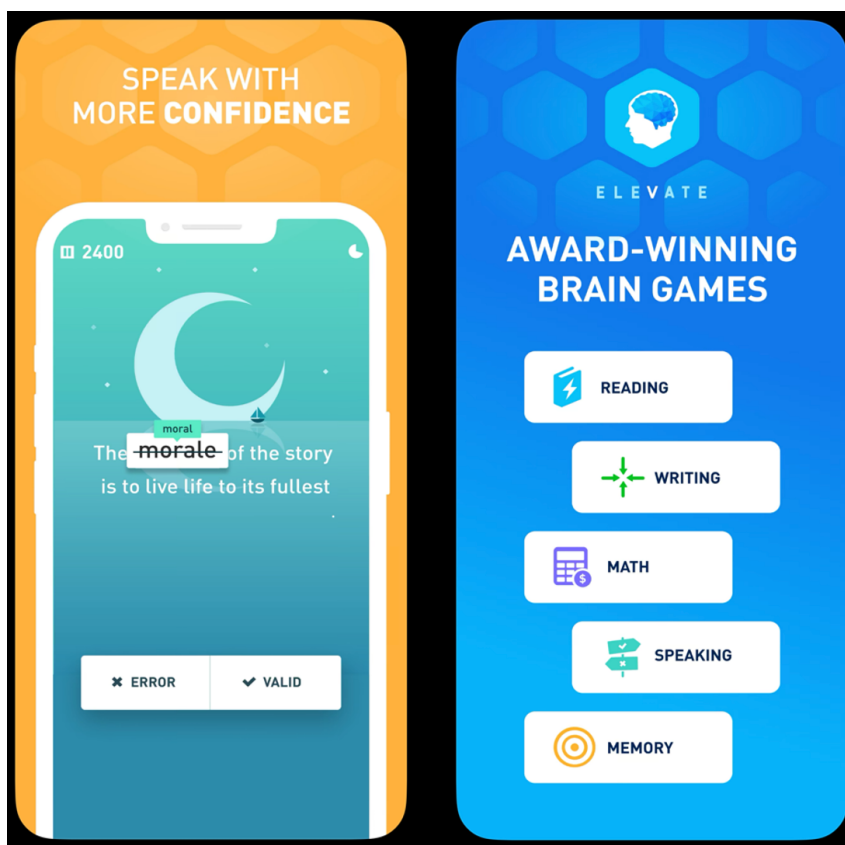 SPEAK WITH
MORE CONFIDENCE
2400
moral
The morale of the story
is to live life to its fullest
ERROR
VALID
ELEVATE
AWARD-WINNING
BRAIN GAMES
READING
WRITING
MATH
$
SPEAKING
MEMORY